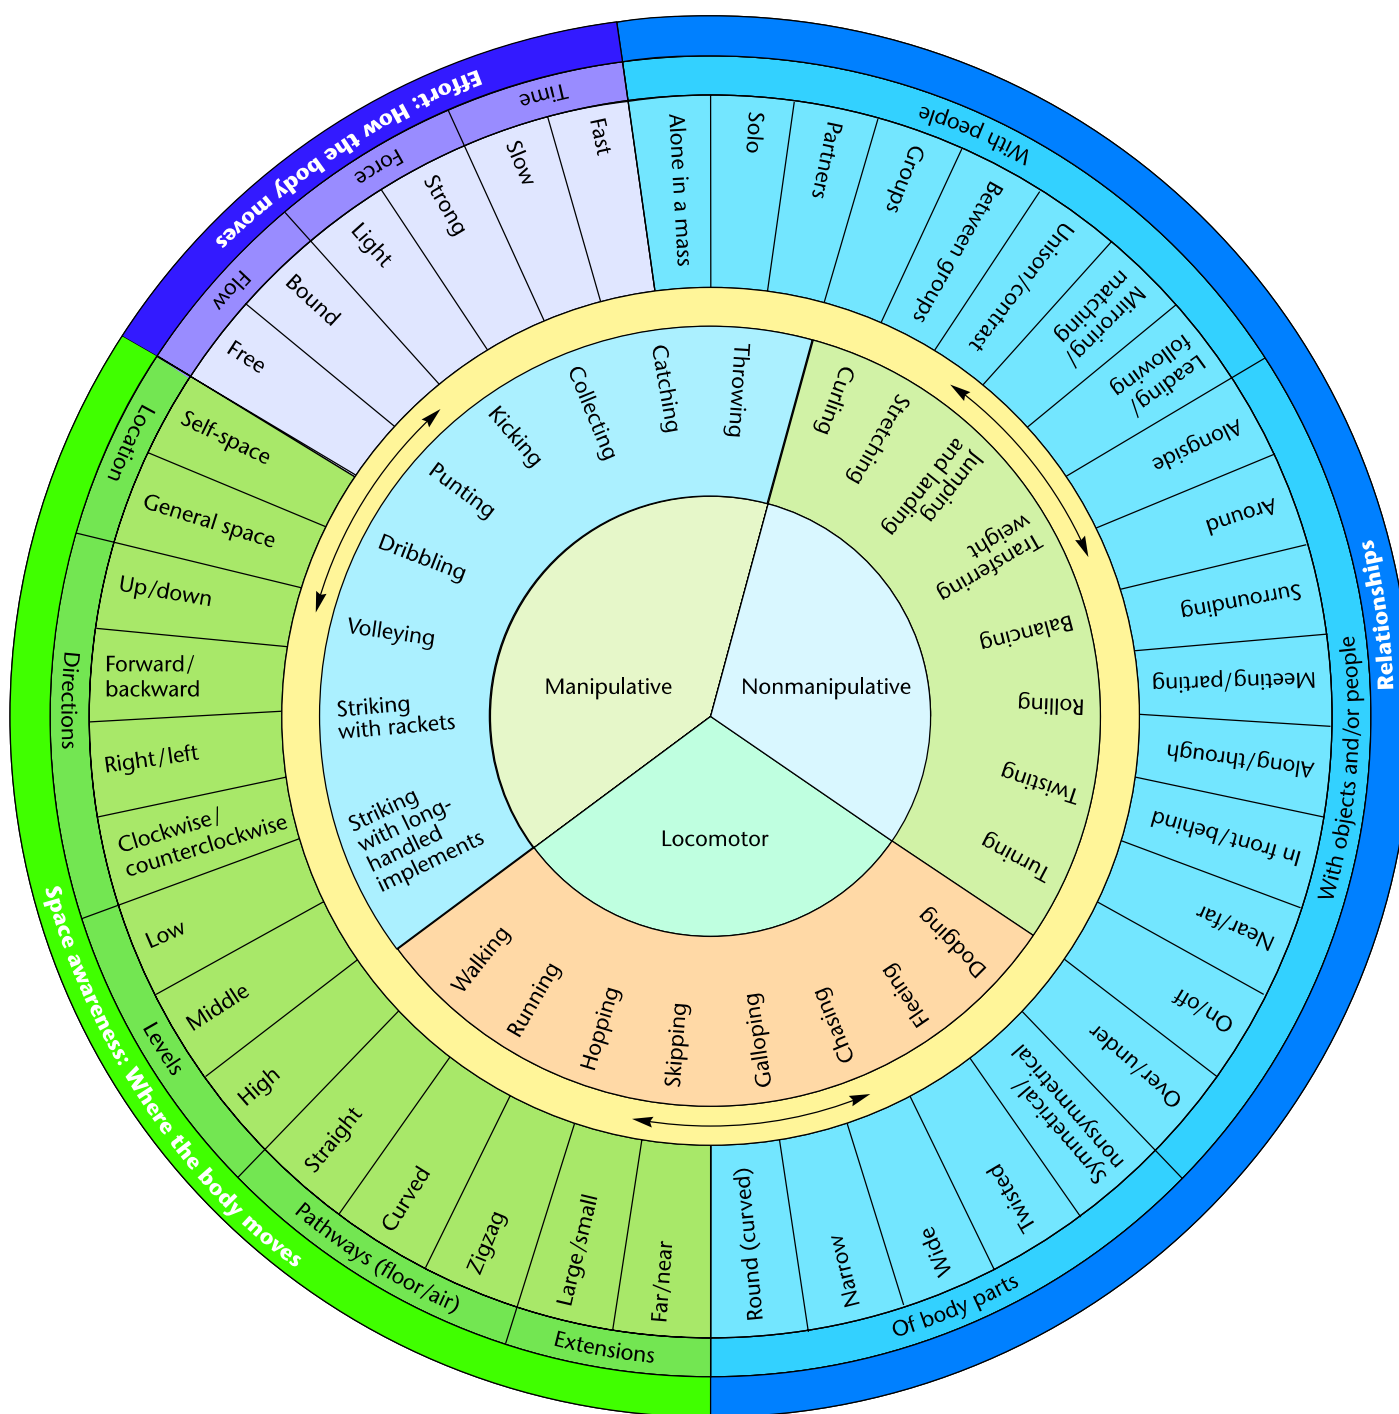 Effort: How the body moves
Time
Fast
Slow
Force
Strong
Light
Flow
Bound
Free
Relationships
With people
Alone in a mass
Solo
Partners
Groups
Between groups
Unison/contrast
Mirroring/
matching
Leading/
following
With objects and/or people
Alongside
Around
Surrounding
Meeting/parting
Along/through
In front/behind
Near/far
On/off
Over/under
Of body parts
Symmetrical/
nonsymmetrical
Twisted
Wide
Narrow
Round (curved)
Space awareness: Where the body moves
Location
Self-space
General space
Directions
Up/down
Forward/
backward
Right/left
Clockwise/
counterclockwise
Levels
Low
Middle
High
Pathways (floor/air)
Straight
Curved
Zigzag
Extensions
Large/small
Far/near
Manipulative
Throwing
Catching
Collecting
Kicking
Punting
Dribbling
Volleying
Striking
with rackets
Striking
with long-
handled
implements
Nonmanipulative
Curling
Stretching
Jumping
and landing
Transferring
weight
Balancing
Rolling
Twisting
Turning
Locomotor
Walking
Running
Hopping
Skipping
Galloping
Chasing
Fleeing
Dodging